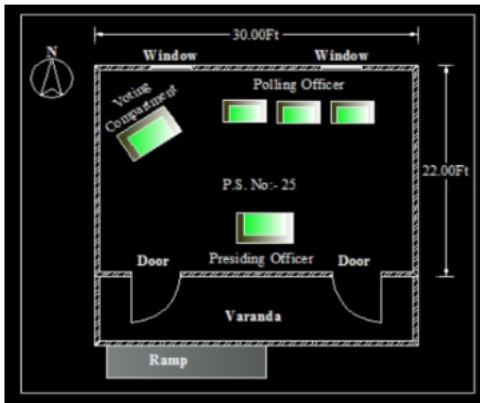 30.00Ft
N
Window
Window
Voting
Compartment
Polling Officer
22.00Ft
P.S. No:- 25
Door
Presiding Officer
Door
Varanda
Ramp